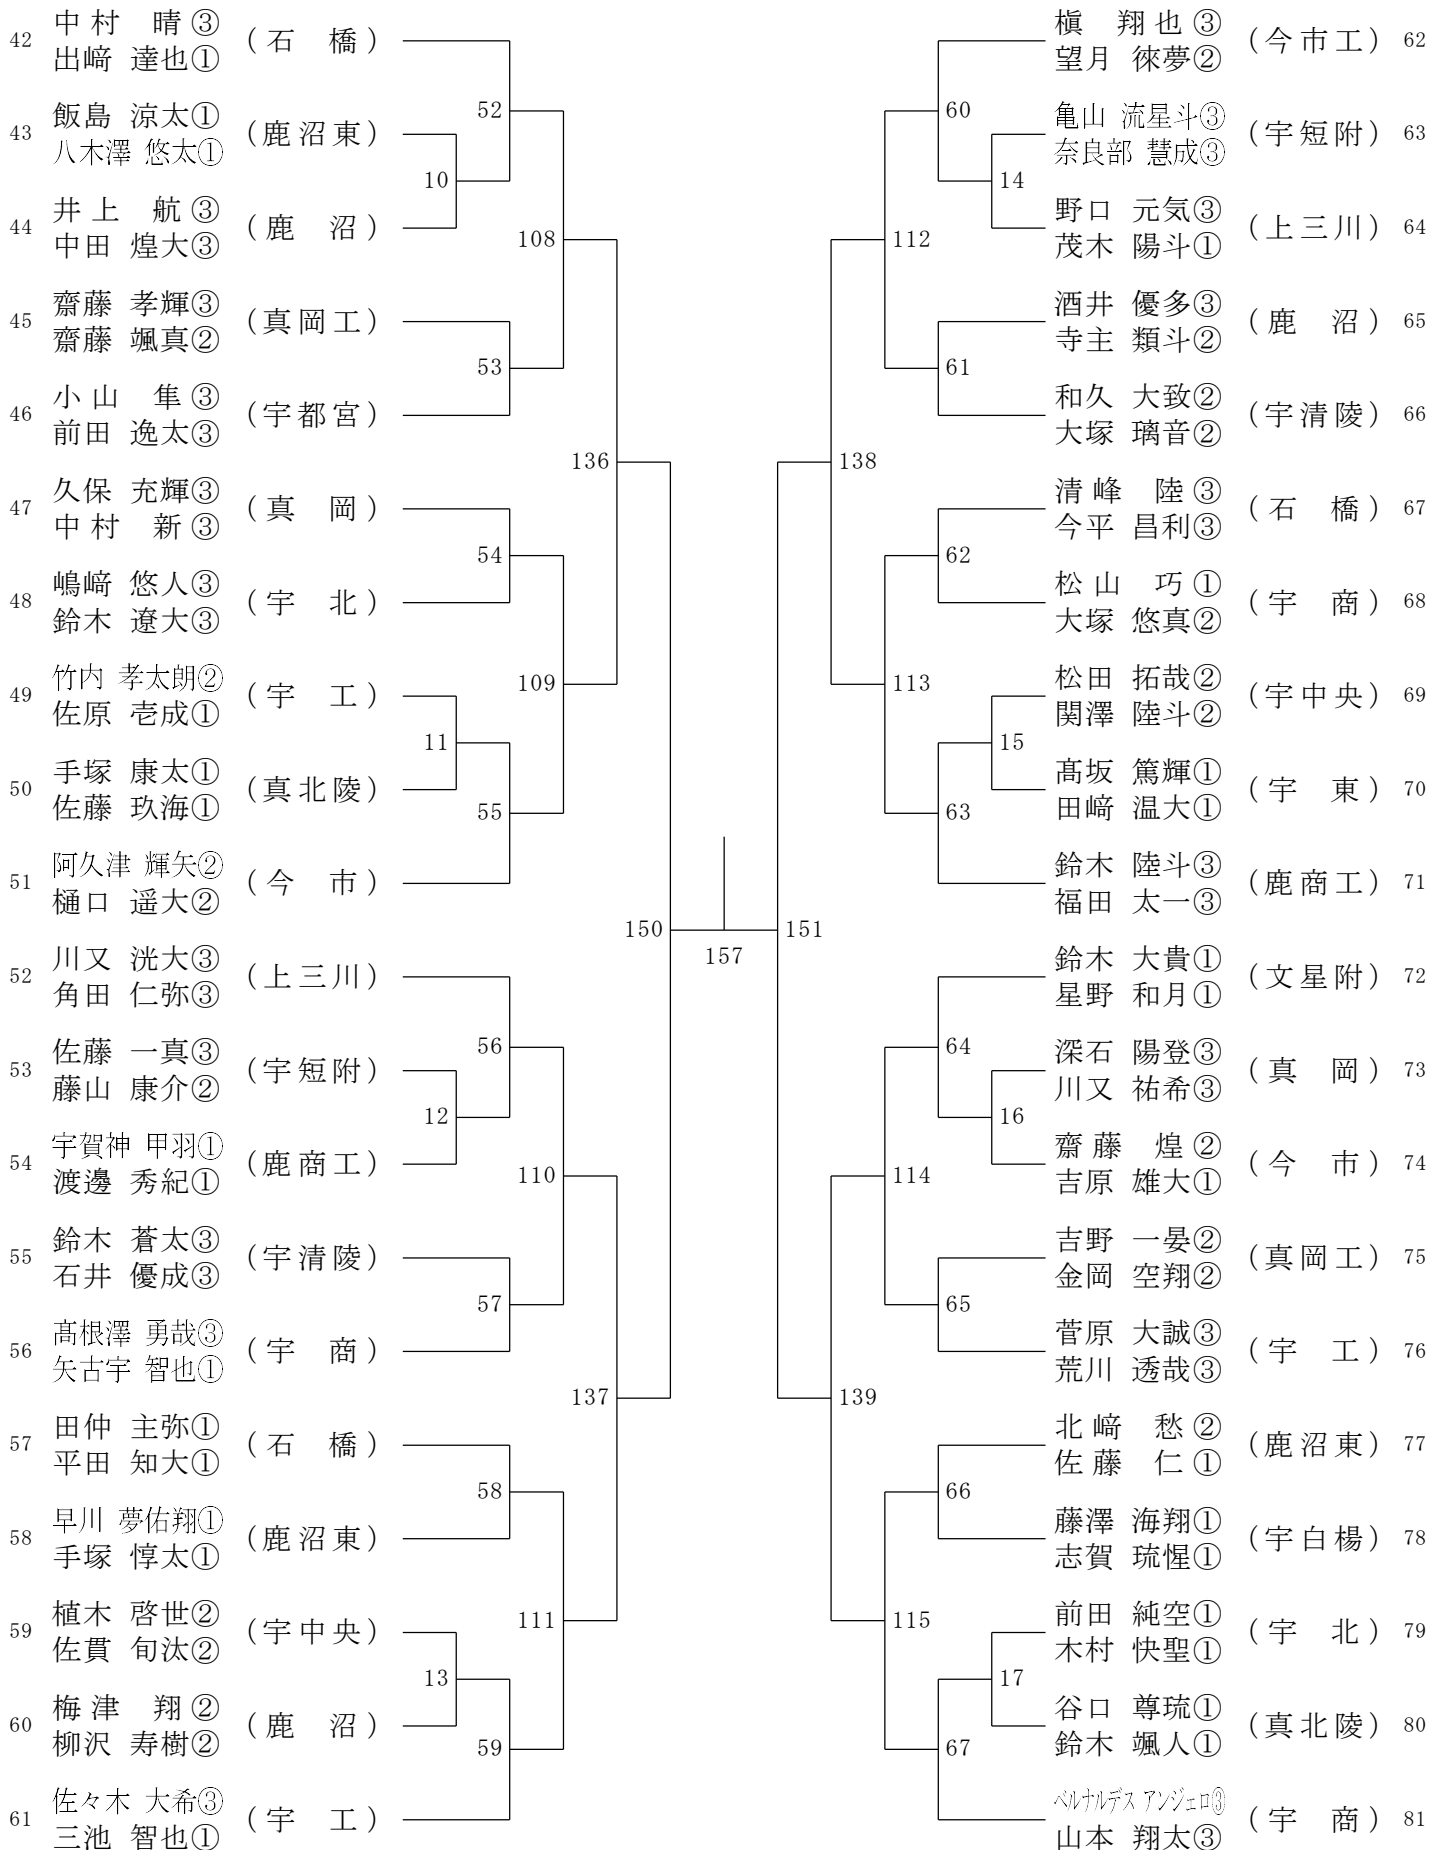 42 中村 晴③ (石 橋)
出﨑 達也①
43 飯島 涼太① (鹿沼東)
八木澤 悠太①
44 井上 航③ (鹿 沼)
中田 煌大③
45 齋藤 孝輝③ (真岡工)
齋藤 颯真②
46 小山 隼③ (宇都宮)
前田 逸太③
47 久保 充輝③ (真 岡)
中村 新③
48 嶋﨑 悠人③ (宇 北)
鈴木 遼大③
49 竹内 孝太朗② (宇 工)
佐原 壱成①
50 手塚 康太① (真北陵)
佐藤 玖海①
51 阿久津 輝矢② (今 市)
樋口 遥大②
52 川又 洸大③ (上三川)
角田 仁弥③
53 佐藤 一真③ (宇短附)
藤山 康介②
54 宇賀神 甲羽① (鹿商工)
渡邊 秀紀①
55 鈴木 蒼太③ (宇清陵)
石井 優成③
56 髙根澤 勇哉③ (宇 商)
矢古宇 智也①
57 田仲 主弥① (石 橋)
平田 知大①
58 早川 夢佑翔① (鹿沼東)
手塚 惇太①
59 植木 啓世② (宇中央)
佐貫 旬汰②
60 梅津 翔② (鹿 沼)
柳沢 寿樹②
61 佐々木 大希③ (宇 工)
三池 智也①
10
11
12
13
52
53
54
55
56
57
58
59
108
109
110
111
136
137
150
157
151
138
139
112
113
114
115
60
61
62
63
64
65
66
67
14
15
16
17
槇 翔也③ (今市工) 62
望月 徠夢②
亀山 流星斗③ (宇短附) 63
奈良部 慧成③
野口 元気③ (上三川) 64
茂木 陽斗①
酒井 優多③ (鹿 沼) 65
寺主 類斗②
和久 大致② (宇清陵) 66
大塚 璃音②
清峰 陸③ (石 橋) 67
今平 昌利③
松山 巧① (宇 商) 68
大塚 悠真②
松田 拓哉② (宇中央) 69
関澤 陸斗②
髙坂 篤輝① (宇 東) 70
田﨑 温大①
鈴木 陸斗③ (鹿商工) 71
福田 太一③
鈴木 大貴① (文星附) 72
星野 和月①
深石 陽登③ (真 岡) 73
川又 祐希③
齋藤 煌② (今 市) 74
吉原 雄大①
吉野 一晏② (真岡工) 75
金岡 空翔②
菅原 大誠③ (宇 工) 76
荒川 透哉③
北﨑 愁② (鹿沼東) 77
佐藤 仁①
藤澤 海翔① (宇白楊) 78
志賀 琉惺①
前田 純空① (宇 北) 79
木村 快聖①
谷口 尊琉① (真北陵) 80
鈴木 颯人①
ベルナルデス アンジェロ③ (宇 商) 81
山本 翔太③